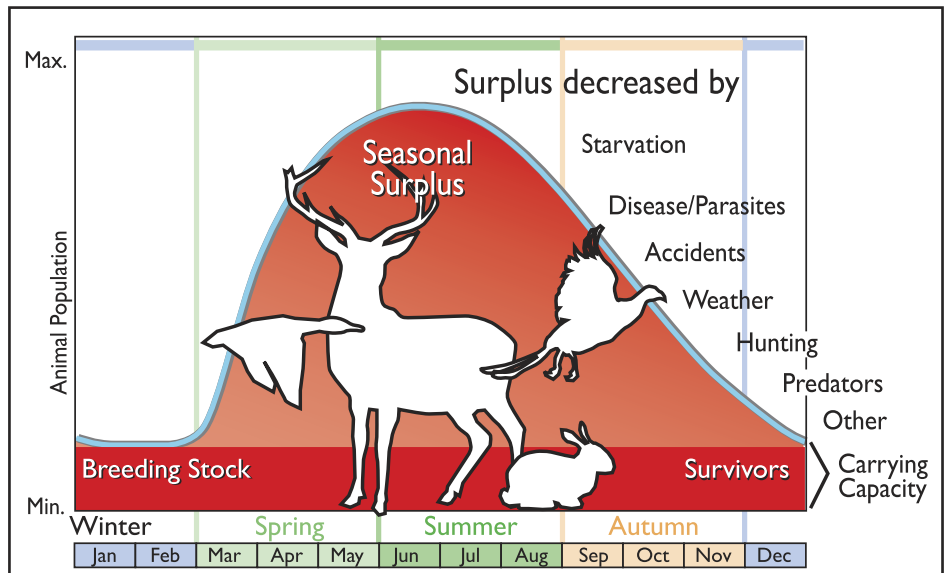 Max.
Surplus decreased by
Seasonal
Surplus
Starvation
Disease/Parasites
Accidents
Weather
Hunting
Predators
Other
Animal Population
Breeding Stock
Survivors
Carrying
Capacity
Min.
Winter Spring Summer Autumn
Jan Feb Mar Apr May Jun Jul Aug Sep Oct Nov Dec